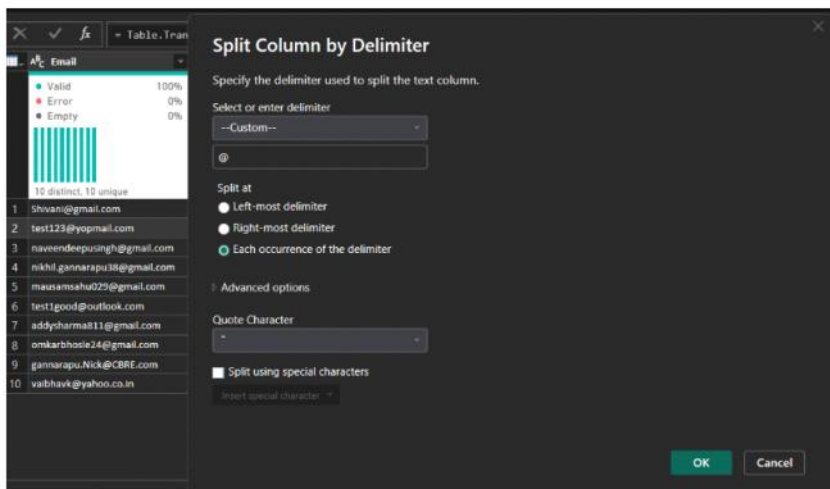 fx = Table.Tran
ABC Email
Valid 100%
Error 0%
Empty 0%
10 distinct, 10 unique
1 Shivani@gmail.com
2 test123@yopmail.com
3 naveendeepusingh@gmail.com
4 nikhil.gannarapu38@gmail.com
5 mausamsahu029@gmail.com
6 test1good@outlook.com
7 addysharma811@gmail.com
8 omkarbhosle24@gmail.com
9 gannarapu.Nick@CBRE.com
10 vaibhavk@yahoo.co.in
Split Column by Delimiter
Specify the delimiter used to split the text column.
Select or enter delimiter
--Custom--
@
Split at
Left-most delimiter
Right-most delimiter
Each occurrence of the delimiter
Advanced options
Quote Character
"
Split using special characters
Insert special character
OK Cancel